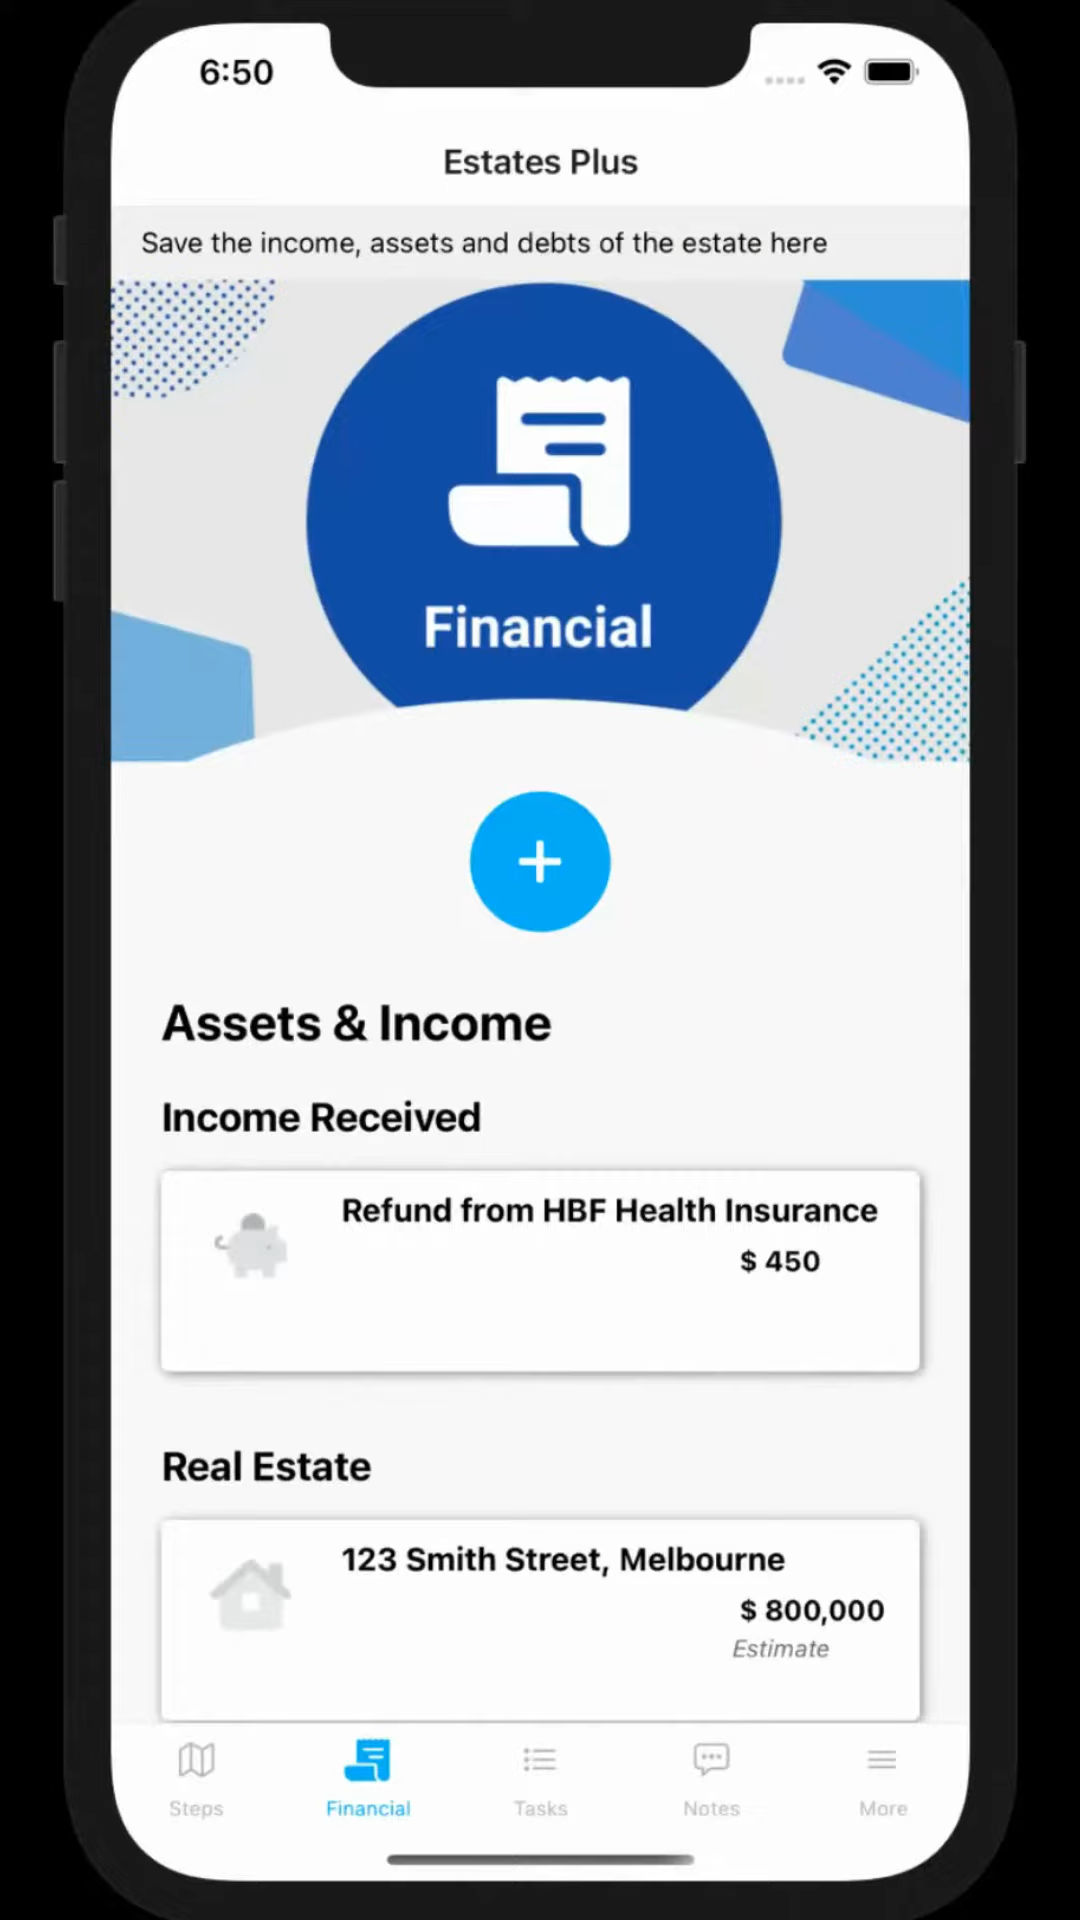 6:50
Estates Plus
Save the income, assets and debts of the estate here
Financial
Assets & Income
Income Received
Refund from HBF Health Insurance
$ 450
Real Estate
123 Smith Street, Melbourne
$ 800,000
Estimate
Steps Financial Tasks Notes More